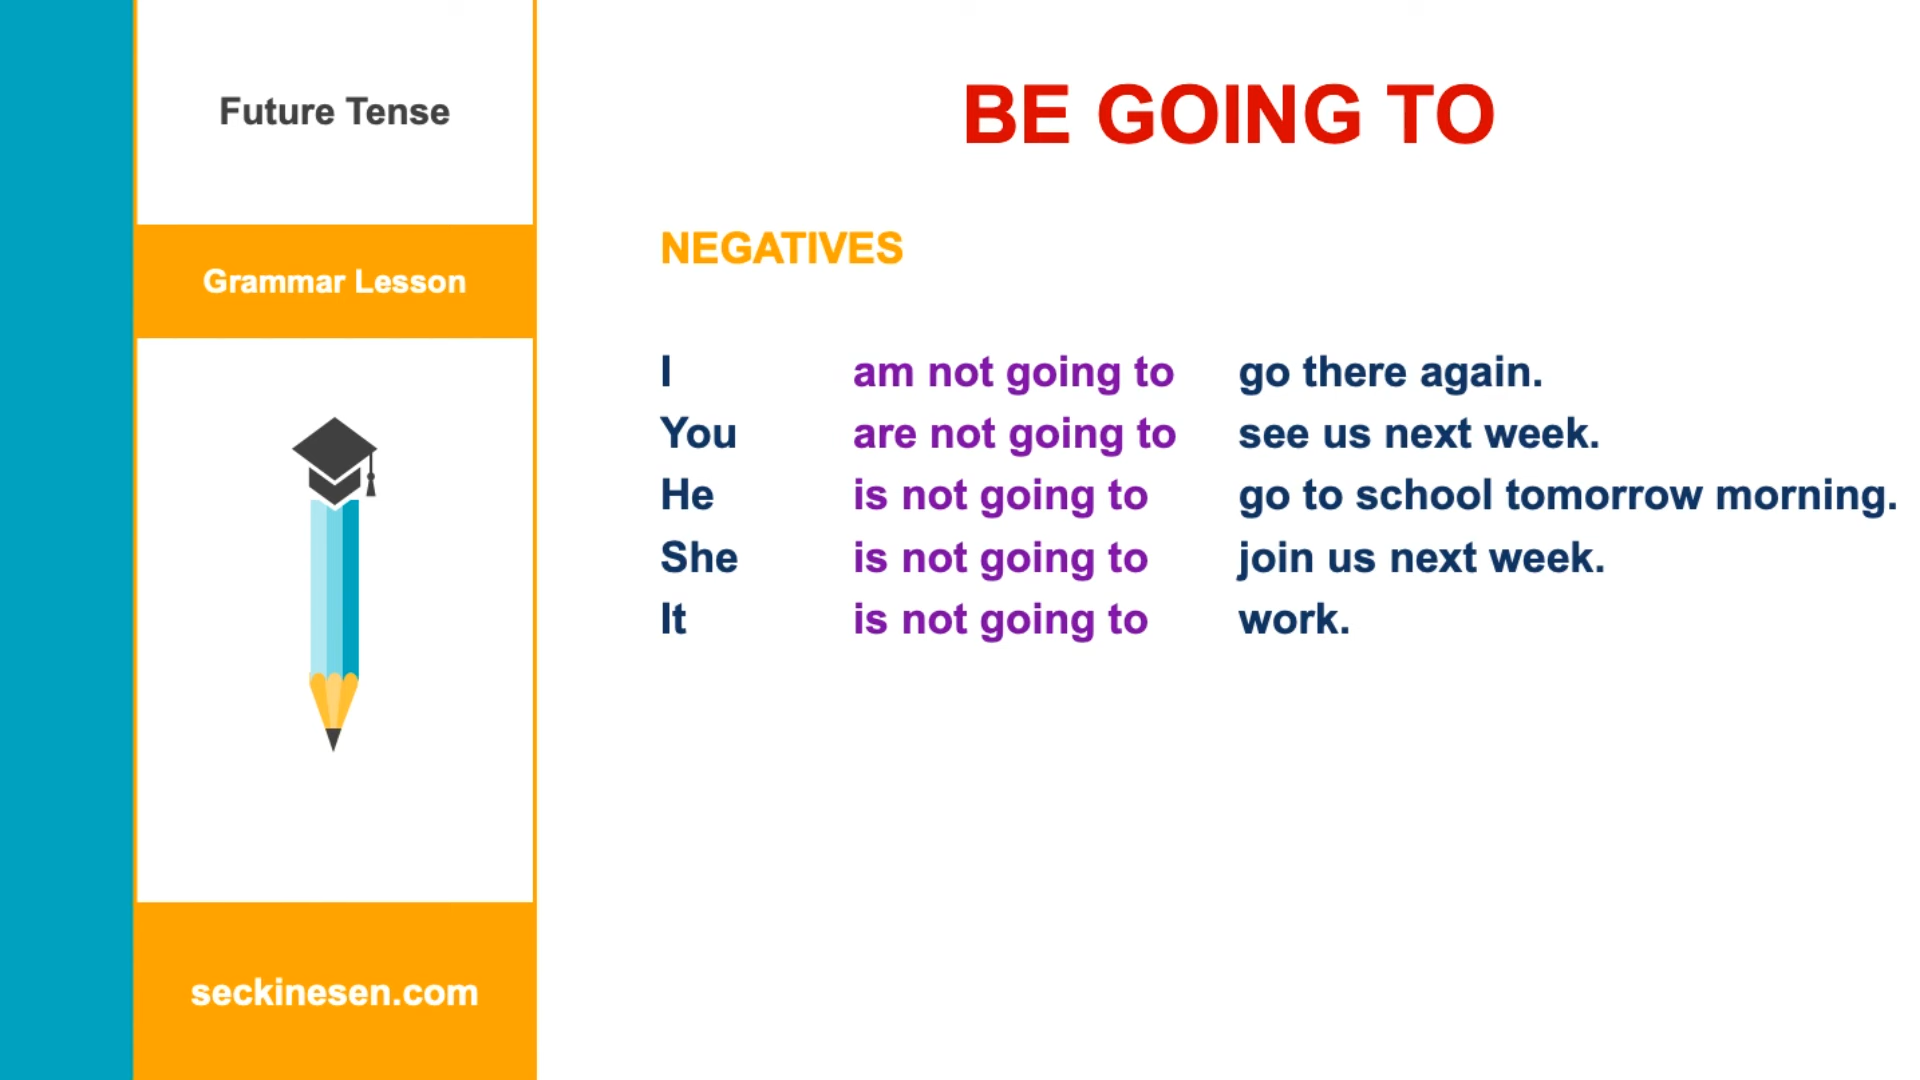 Future Tense
Grammar Lesson
seckinesen.com
BE GOING TO
NEGATIVES
I am not going to go there again.
You are not going to see us next week.
He is not going to go to school tomorrow morning.
She is not going to join us next week.
It is not going to work.